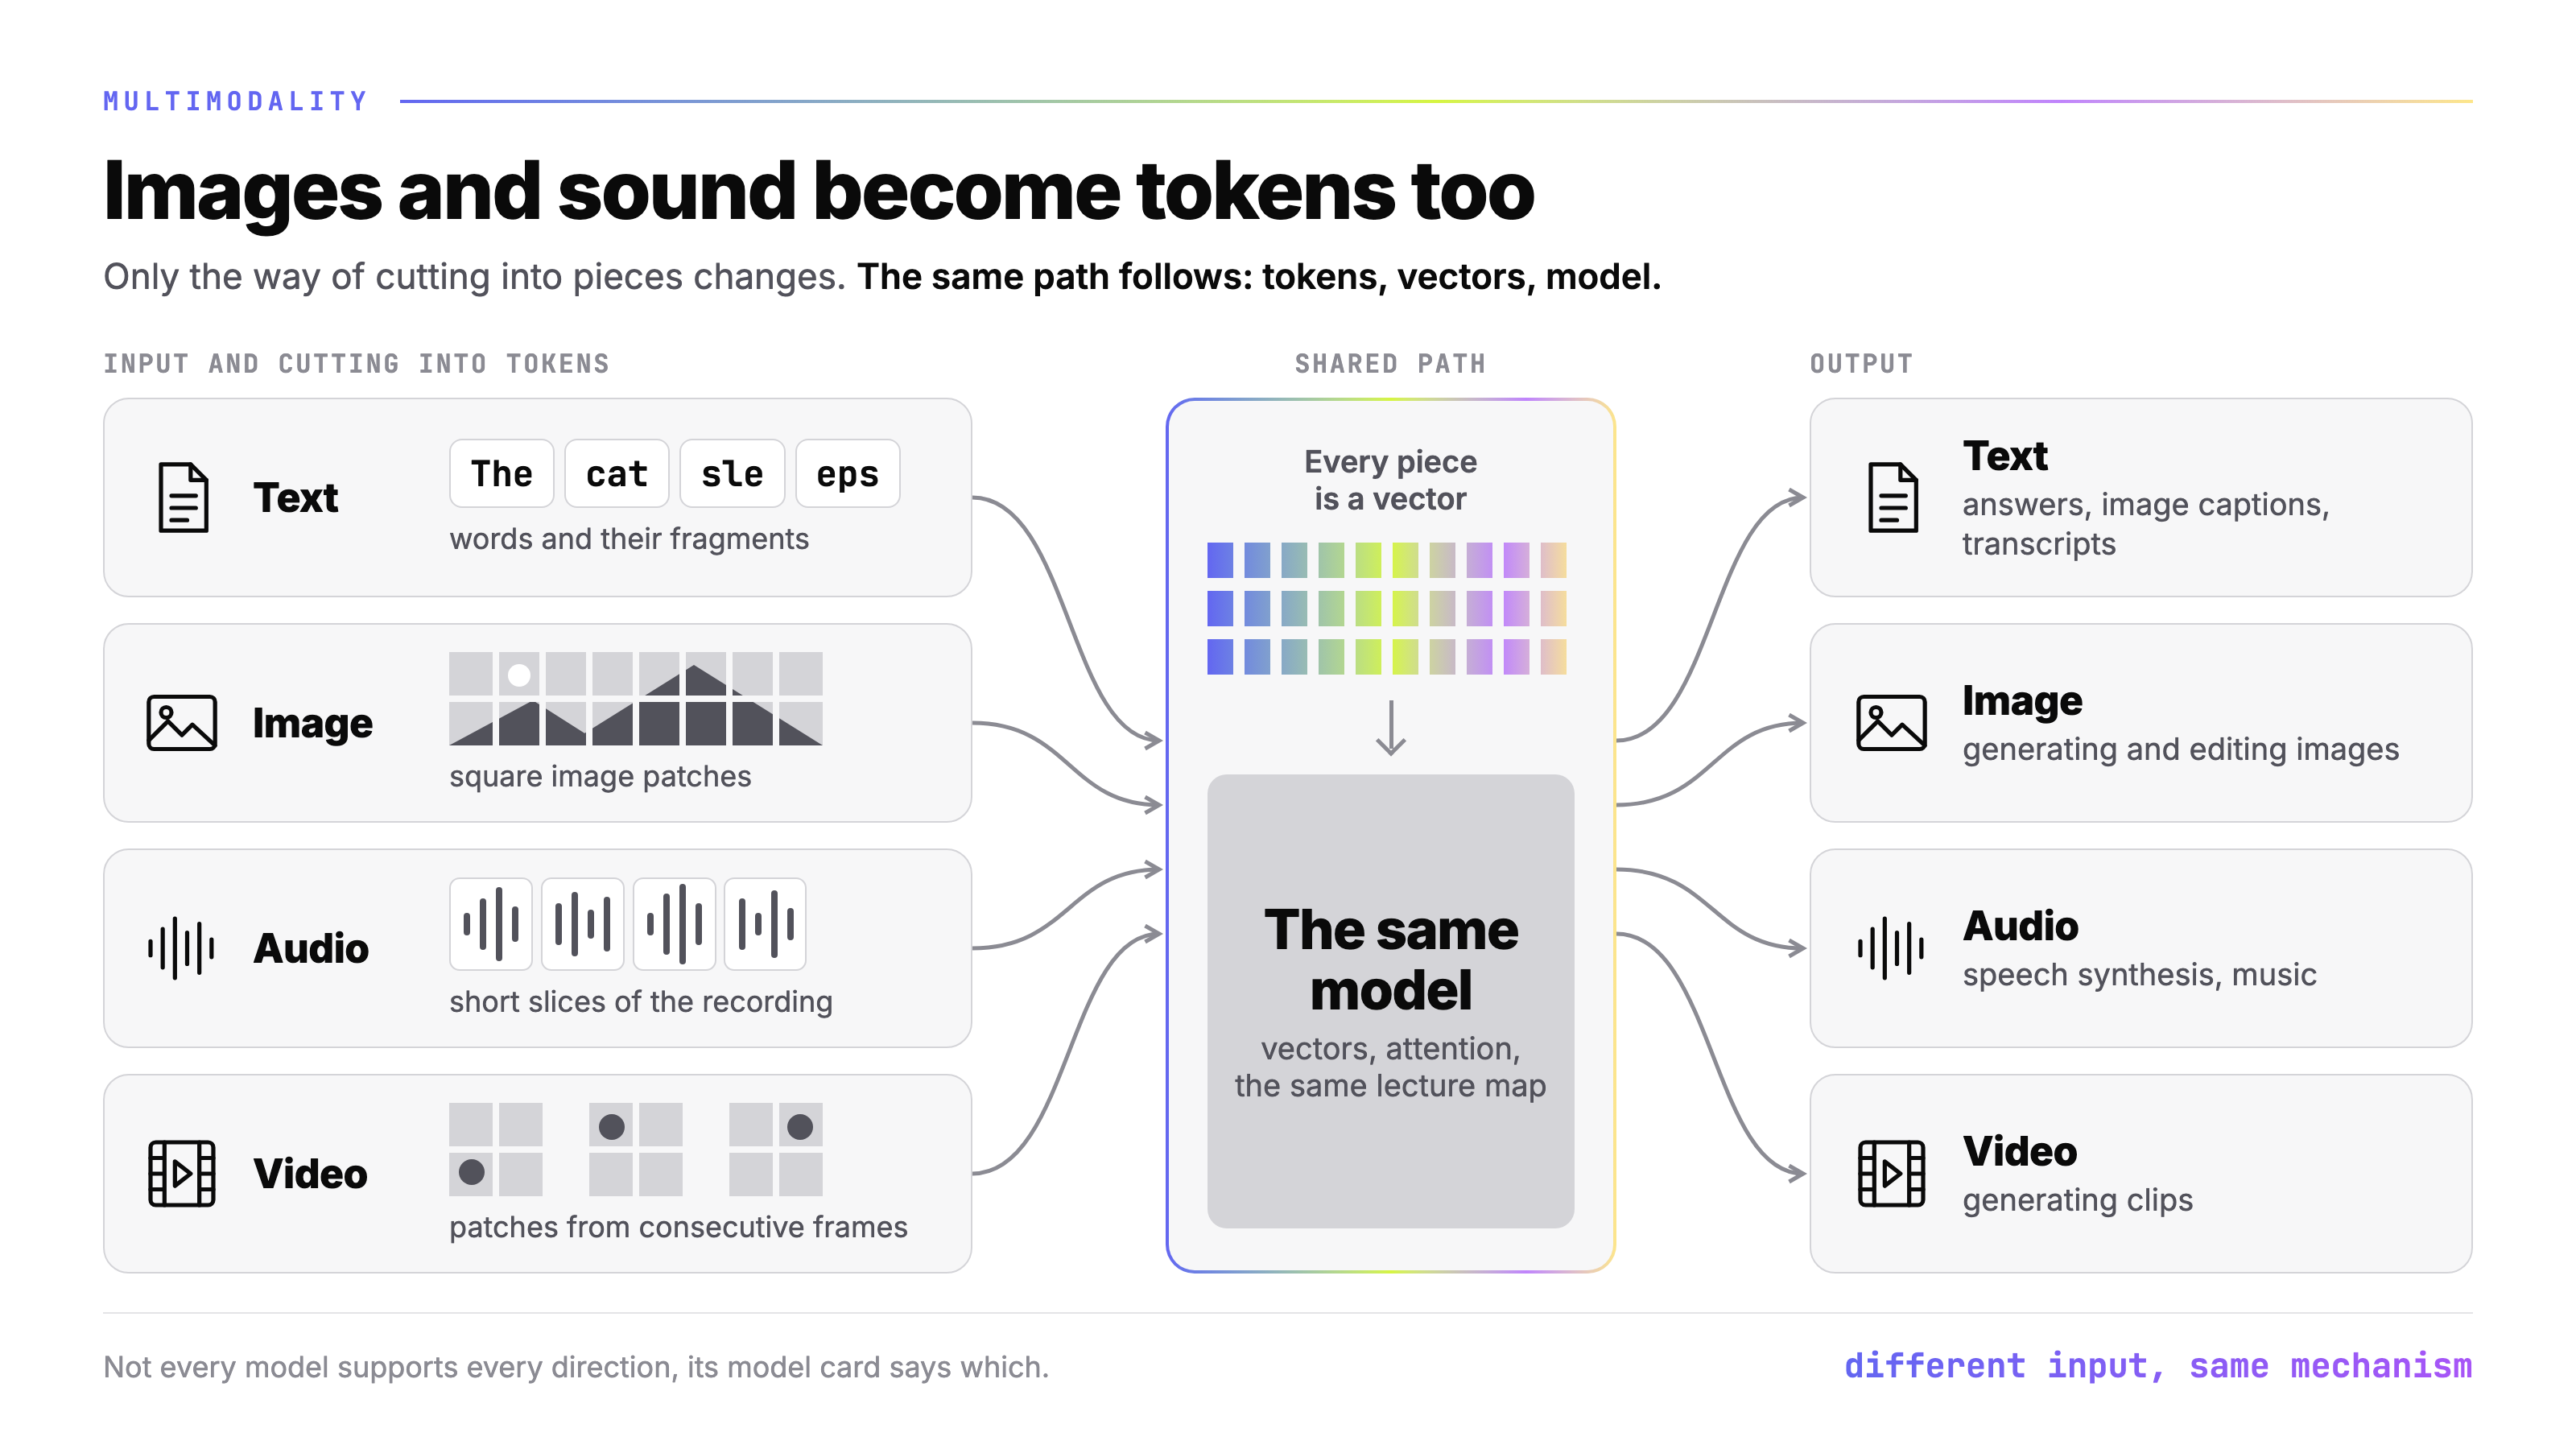 MULTIMODALITY
Images and sound become tokens too
Only the way of cutting into pieces changes. The same path follows: tokens, vectors, model.
INPUT AND CUTTING INTO TOKENS
Text
The cat sle eps
words and their fragments
Image
square image patches
Audio
short slices of the recording
Video
patches from consecutive frames
SHARED PATH
Every piece
is a vector
The same
model
vectors, attention,
the same lecture map
OUTPUT
Text
answers, image captions,
transcripts
Image
generating and editing images
Audio
speech synthesis, music
Video
generating clips
Not every model supports every direction, its model card says which.
different input, same mechanism